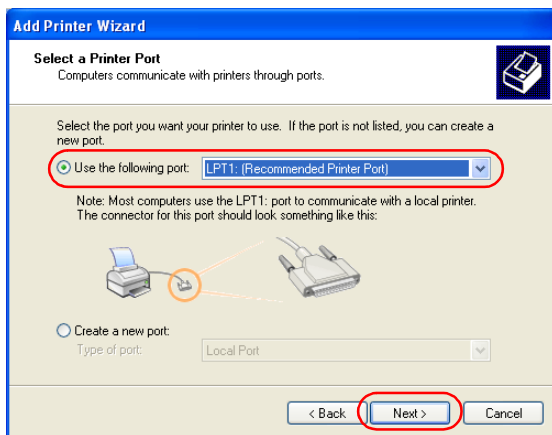 Add Printer Wizard
Select a Printer Port
Computers communicate with printers through ports.
Select the port you want your printer to use. If the port is not listed, you can create a
new port.
Use the following port: LPT1: (Recommended Printer Port)
Note: Most computers use the LPT1: port to communicate with a local printer.
The connector for this port should look something like this:
Create a new port:
Type of port: Local Port
< Back Next > Cancel